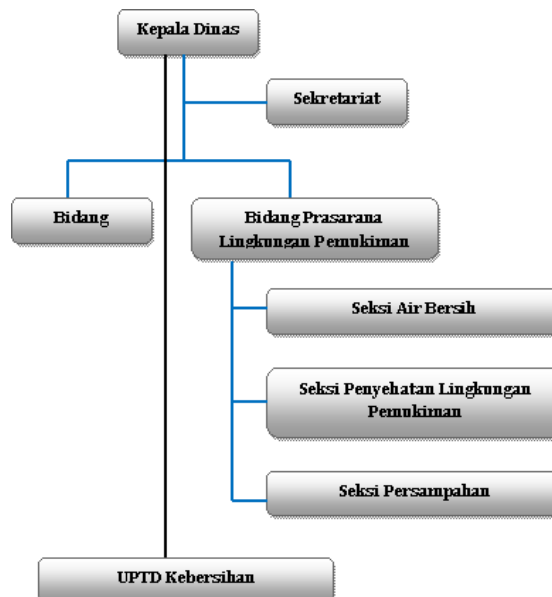 Kepala Dinas
Sekretariat
Bidang
Bidang Prasarana
Lingkungan Pemukiman
Seksi Air Bersih
Seksi Penyehatan Lingkungan
Pemukiman
Seksi Persampahan
UPTD Kebersihan